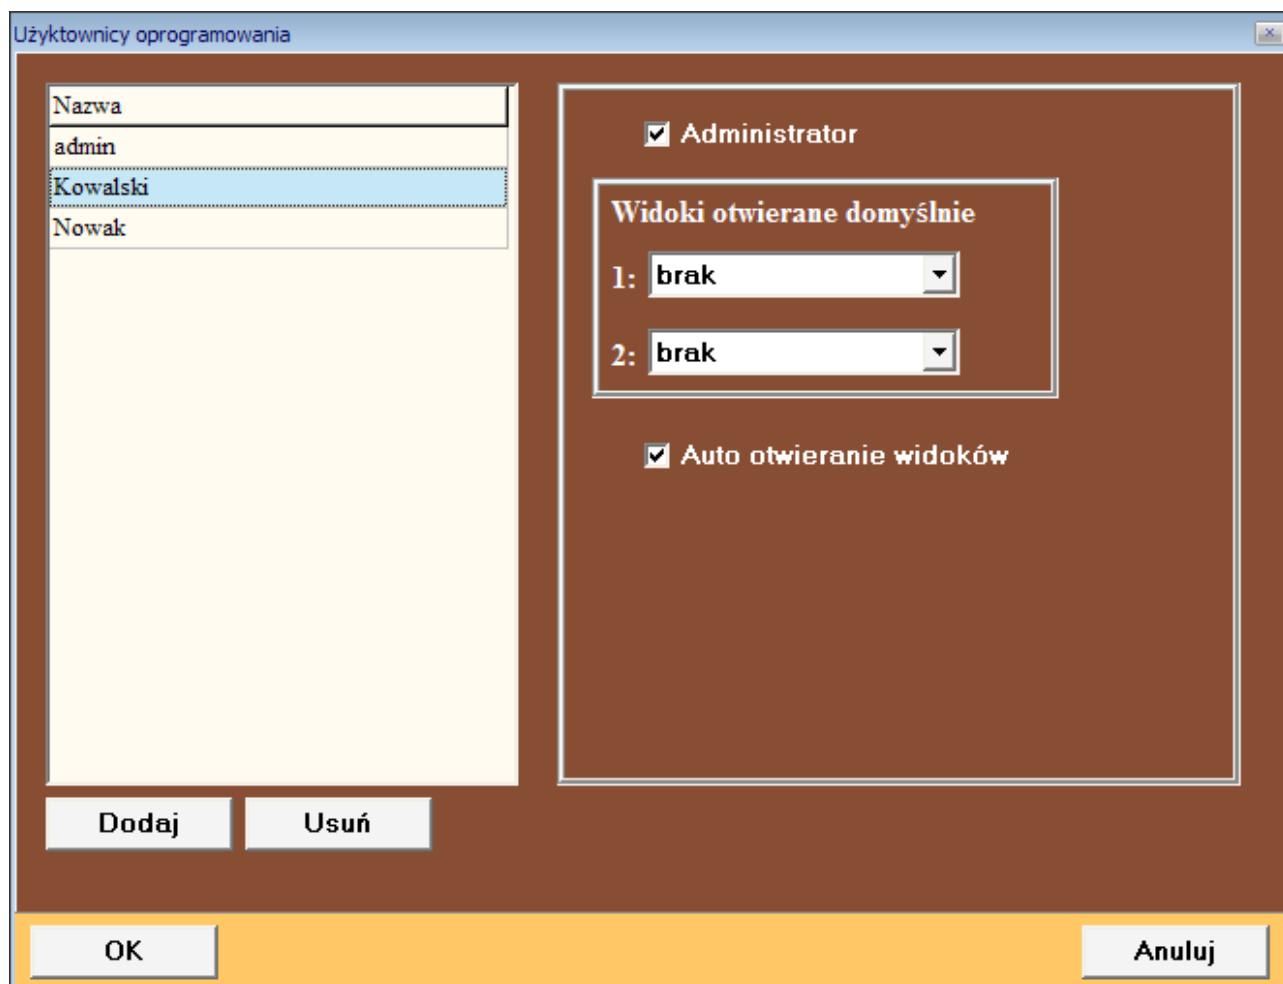 Użyktownicy oprogramowania
Nazwa
admin
Kowalski
Nowak
Administrator
Widoki otwierane domyślnie
1: brak
2: brak
Auto otwieranie widoków
Dodaj Usuń
OK Anuluj